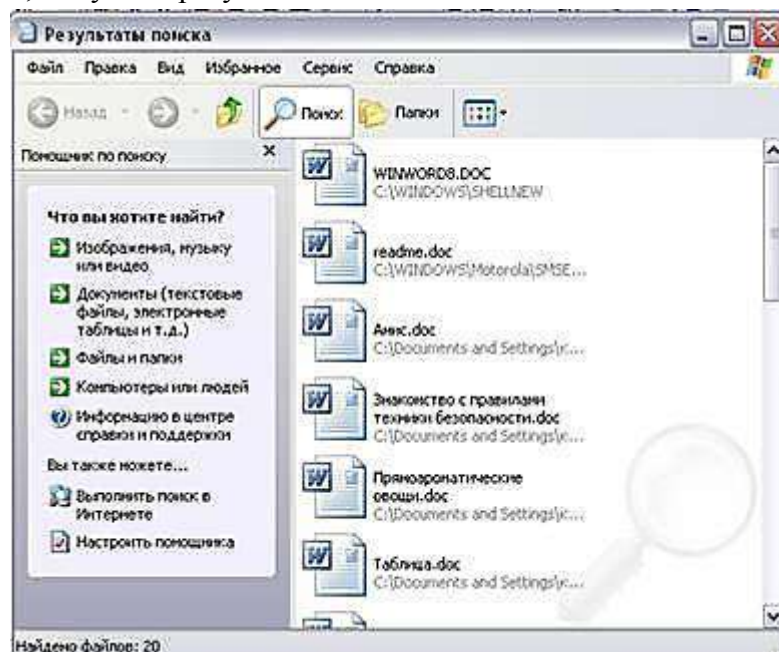 Результаты поиска
Файл Правка Вид Избранное Сервис Справка
Назад Поиск Папки
Помощник по поиску
Что вы хотите найти?
Изображения, музыку
или видео
Документы (текстовые
файлы, электронные
таблицы и т.д.)
Файлы и папки
Компьютеры или людей
Информацию в центре
справки и поддержки
Вы также можете...
Выполнить поиск в
Интернете
Настроить помощника
WINWORD8.DOC
C:\WINDOWS\SHELLNEW
readme.doc
C:\WINDOWS\Motorola\SMSE...
Анис.doc
C:\Documents and Settings\...
Знакомство с правилами
техники безопасности.doc
C:\Documents and Settings\...
Пряноароматические
овощи.doc
C:\Documents and Settings\...
Таблица.doc
C:\Documents and Settings\...
Найдено файлов: 20